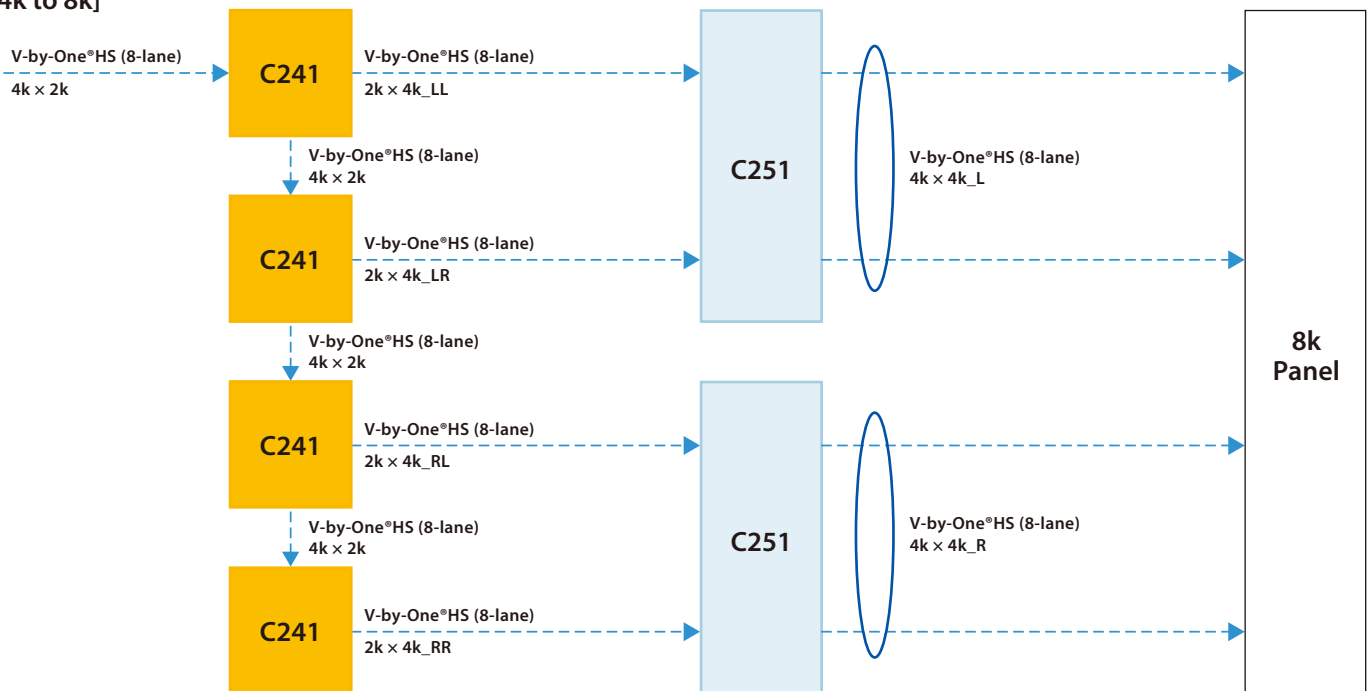 4k to 8k]
V-by-One®HS (8-lane)
4k × 2k
C241
V-by-One®HS (8-lane)
2k × 4k_LL
V-by-One®HS (8-lane)
4k × 2k
C251
V-by-One®HS (8-lane)
4k × 4k_L
C241
V-by-One®HS (8-lane)
2k × 4k_LR
V-by-One®HS (8-lane)
4k × 2k
8k
Panel
C241
V-by-One®HS (8-lane)
2k × 4k_RL
V-by-One®HS (8-lane)
4k × 2k
C251
V-by-One®HS (8-lane)
4k × 4k_R
C241
V-by-One®HS (8-lane)
2k × 4k_RR